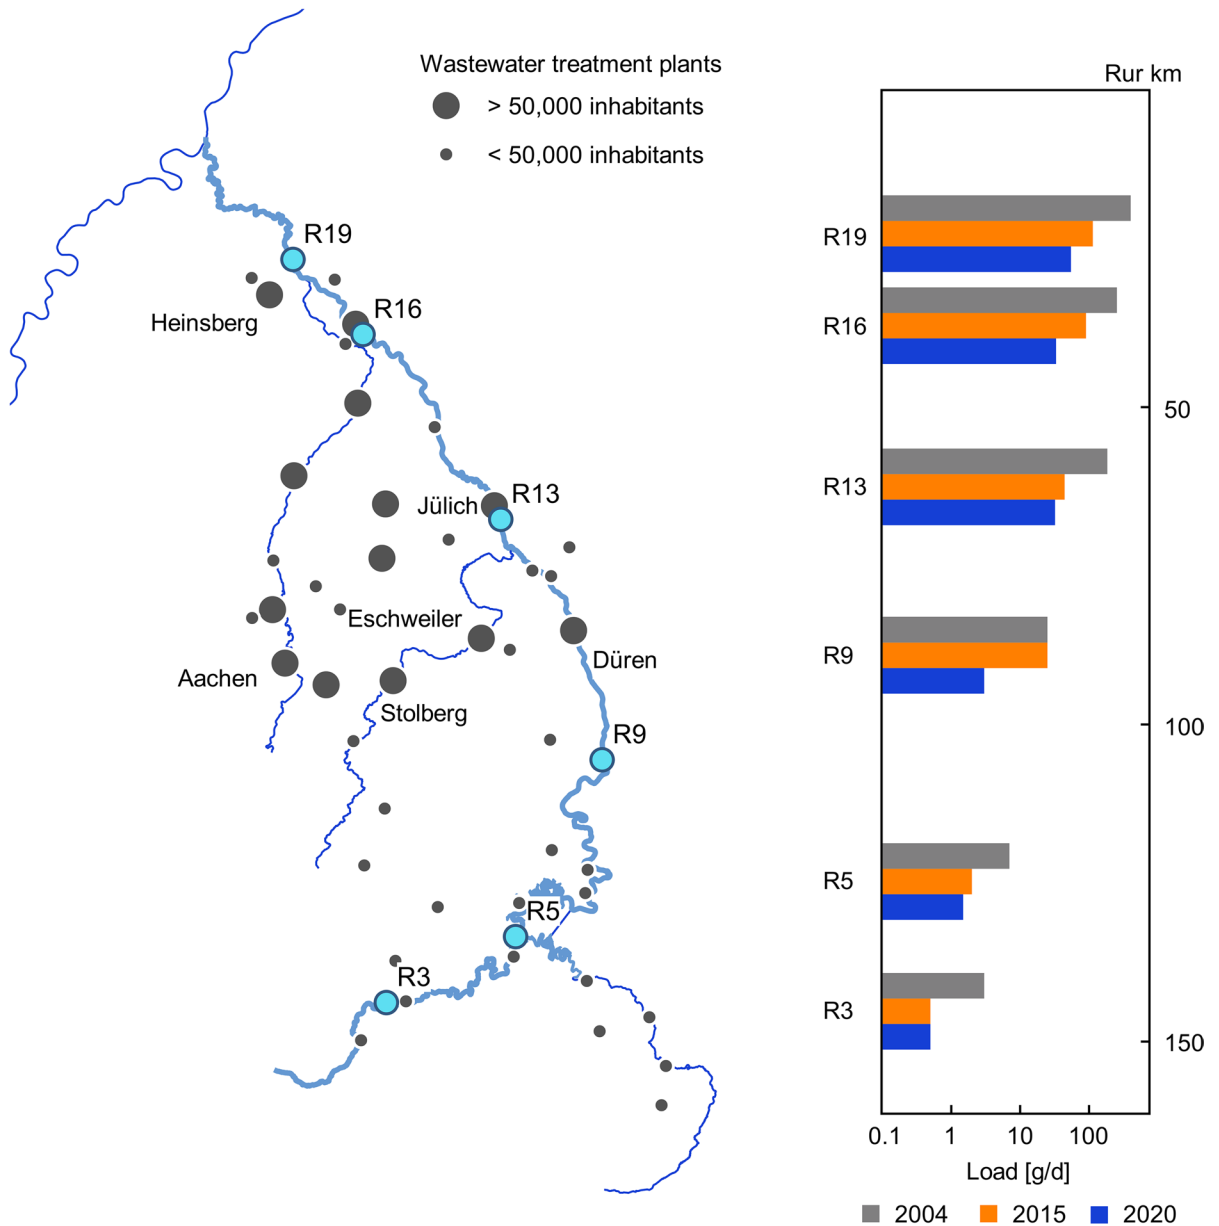 Wastewater treatment plants
> 50,000 inhabitants
< 50,000 inhabitants
R19
R16
Heinsberg
R13
Jülich
Eschweiler
Düren
Aachen
Stolberg
R9
R5
R3
Rur km
R19
R16
50
R13
R9
100
R5
R3
150
0.1 1 10 100
Load [g/d]
2004 2015 2020